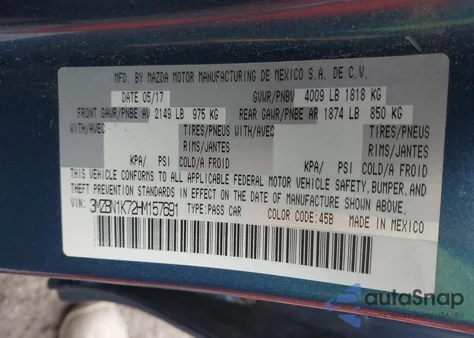 MFD. BY MAZDA MOTOR MANUFACTURING DE MEXICO S.A. DE C.V.
DATE 05/17 GVWR/PNBV 4009 LB 1818 KG
FRONT GAWR/PNBE AV 2149 LB 975 KG REAR GAWR/PNBE AR 1874 LB 850 KG
WITH/AVEC TIRES/PNEUS WITH/AVEC TIRES/PNEUS
RIMS/JANTES RIMS/JANTES
KPA/ PSI COLD/A FROID KPA/ PSI COLD/A FROID
THIS VEHICLE CONFORMS TO ALL APPLICABLE FEDERAL MOTOR VEHICLE SAFETY, BUMPER, AND
THEFT PREVENTION STANDARDS IN EFFECT ON THE DATE OF MANUFACTURE SHOWN ABOVE.
VIN: 3MZBN1K72HM157691 TYPE:PASS CAR COLOR CODE:45B MADE IN MEXICO
autaSnap